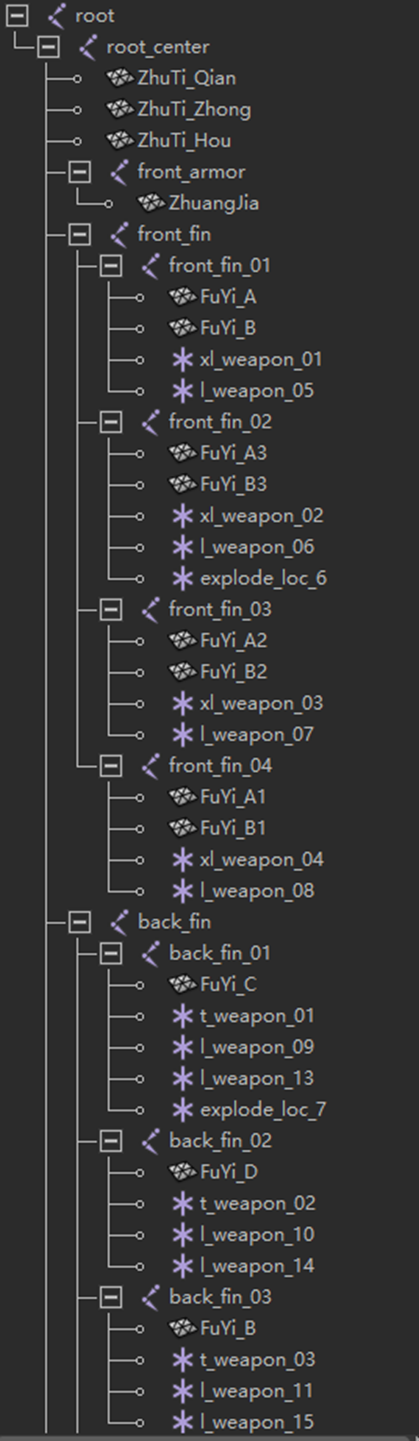 root
root_center
ZhuTi_Qian
ZhuTi_Zhong
ZhuTi_Hou
front_armor
ZhuangJia
front_fin
front_fin_01
FuYi_A
FuYi_B
xl_weapon_01
l_weapon_05
front_fin_02
FuYi_A3
FuYi_B3
xl_weapon_02
l_weapon_06
explode_loc_6
front_fin_03
FuYi_A2
FuYi_B2
xl_weapon_03
l_weapon_07
front_fin_04
FuYi_A1
FuYi_B1
xl_weapon_04
l_weapon_08
back_fin
back_fin_01
FuYi_C
t_weapon_01
l_weapon_09
l_weapon_13
explode_loc_7
back_fin_02
FuYi_D
t_weapon_02
l_weapon_10
l_weapon_14
back_fin_03
FuYi_B
t_weapon_03
l_weapon_11
l_weapon_15